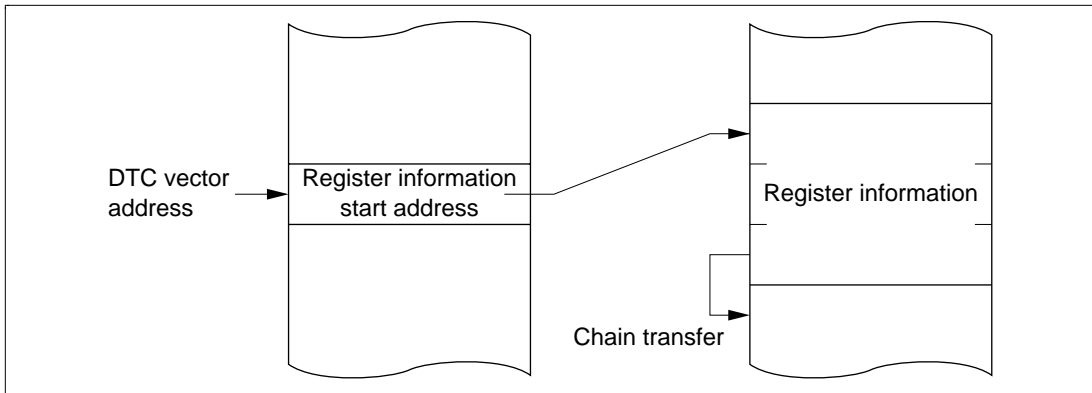 DTC vector
address
Register information
start address
Register information
Chain transfer